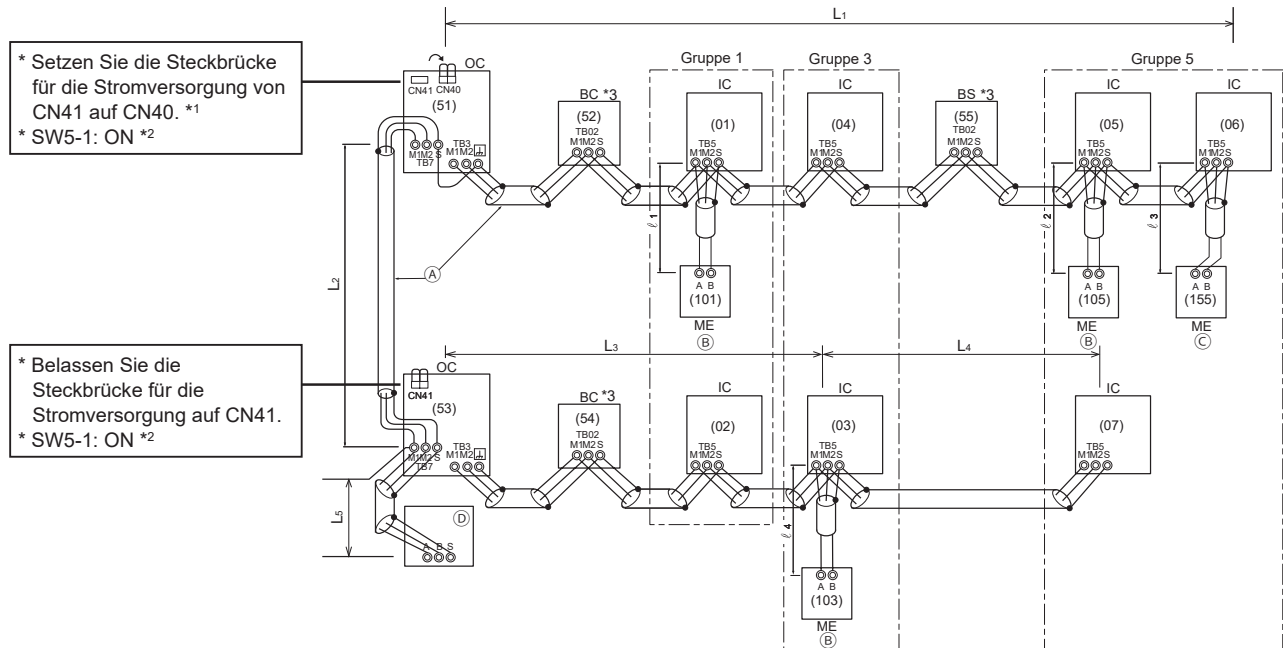 L1
* Setzen Sie die Steckbrücke
für die Stromversorgung von
CN41 auf CN40. *1
* SW5-1: ON *2
OC
CN41 CN40
(51)
TB3
M1M2
M1M2 S
TB7
BC *3
(52)
TB02
M1M2 S
Gruppe 1
IC
(01)
TB5
M1M2S
ℓ1
A B
(101)
ME
Ⓑ
Gruppe 3
IC
(04)
TB5
M1M2S
BS *3
(55)
TB02
M1M2 S
Gruppe 5
IC
(05)
TB5
M1M2S
ℓ2
A B
(105)
ME
Ⓑ
IC
(06)
TB5
M1M2S
ℓ3
A B
(155)
ME
Ⓒ
Ⓐ
L2
* Belassen Sie die
Steckbrücke für die
Stromversorgung auf CN41.
* SW5-1: ON *2
L3
L4
OC
CN41
(53)
TB3
M1M2
M1M2 S
TB7
BC *3
(54)
TB02
M1M2 S
IC
(02)
TB5
M1M2S
IC
(03)
TB5
M1M2S
ℓ4
A B
(103)
ME
Ⓑ
IC
(07)
TB5
M1M2S
L5
Ⓓ
A B S